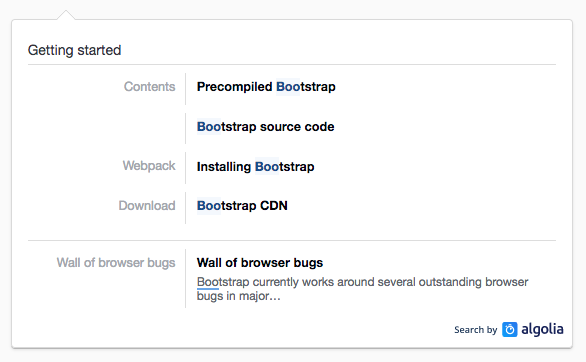 Getting started
Contents
Precompiled Bootstrap
Bootstrap source code
Webpack
Installing Bootstrap
Download
Bootstrap CDN
Wall of browser bugs
Wall of browser bugs
Bootstrap currently works around several outstanding browser
bugs in major…
Search by algolia